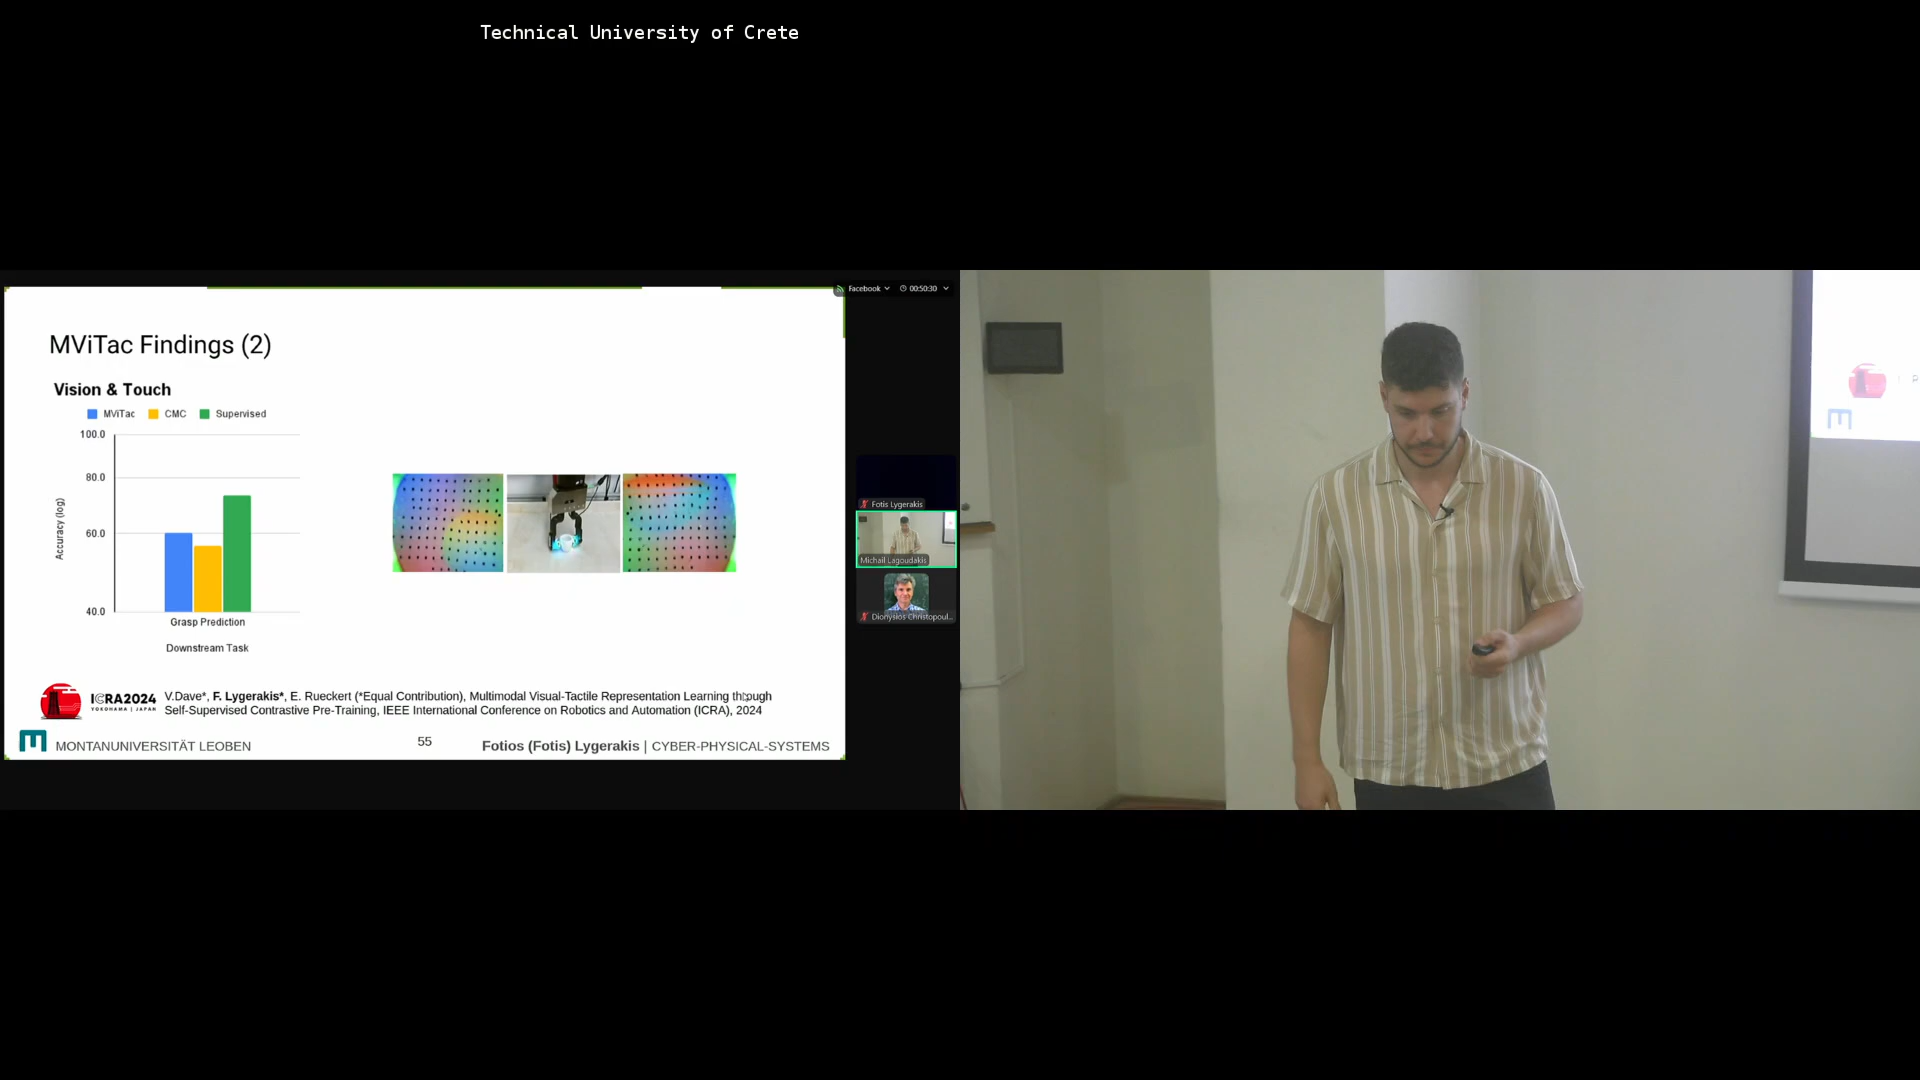 Technical University of Crete
Facebook
00:50:30
MViTac Findings (2)
Vision & Touch
MViTac CMC Supervised
100.0
80.0
60.0
40.0
Accuracy (log)
Grasp Prediction
Downstream Task
Fotis Lygerakis
Michail Lagoudakis
Dionysios Christopoul...
ICRA2024
YOKOHAMA | JAPAN
V.Dave*, F. Lygerakis*, E. Rueckert (*Equal Contribution), Multimodal Visual-Tactile Representation Learning through
Self-Supervised Contrastive Pre-Training, IEEE International Conference on Robotics and Automation (ICRA), 2024
MONTANUNIVERSITÄT LEOBEN
55
Fotios (Fotis) Lygerakis | CYBER-PHYSICAL-SYSTEMS